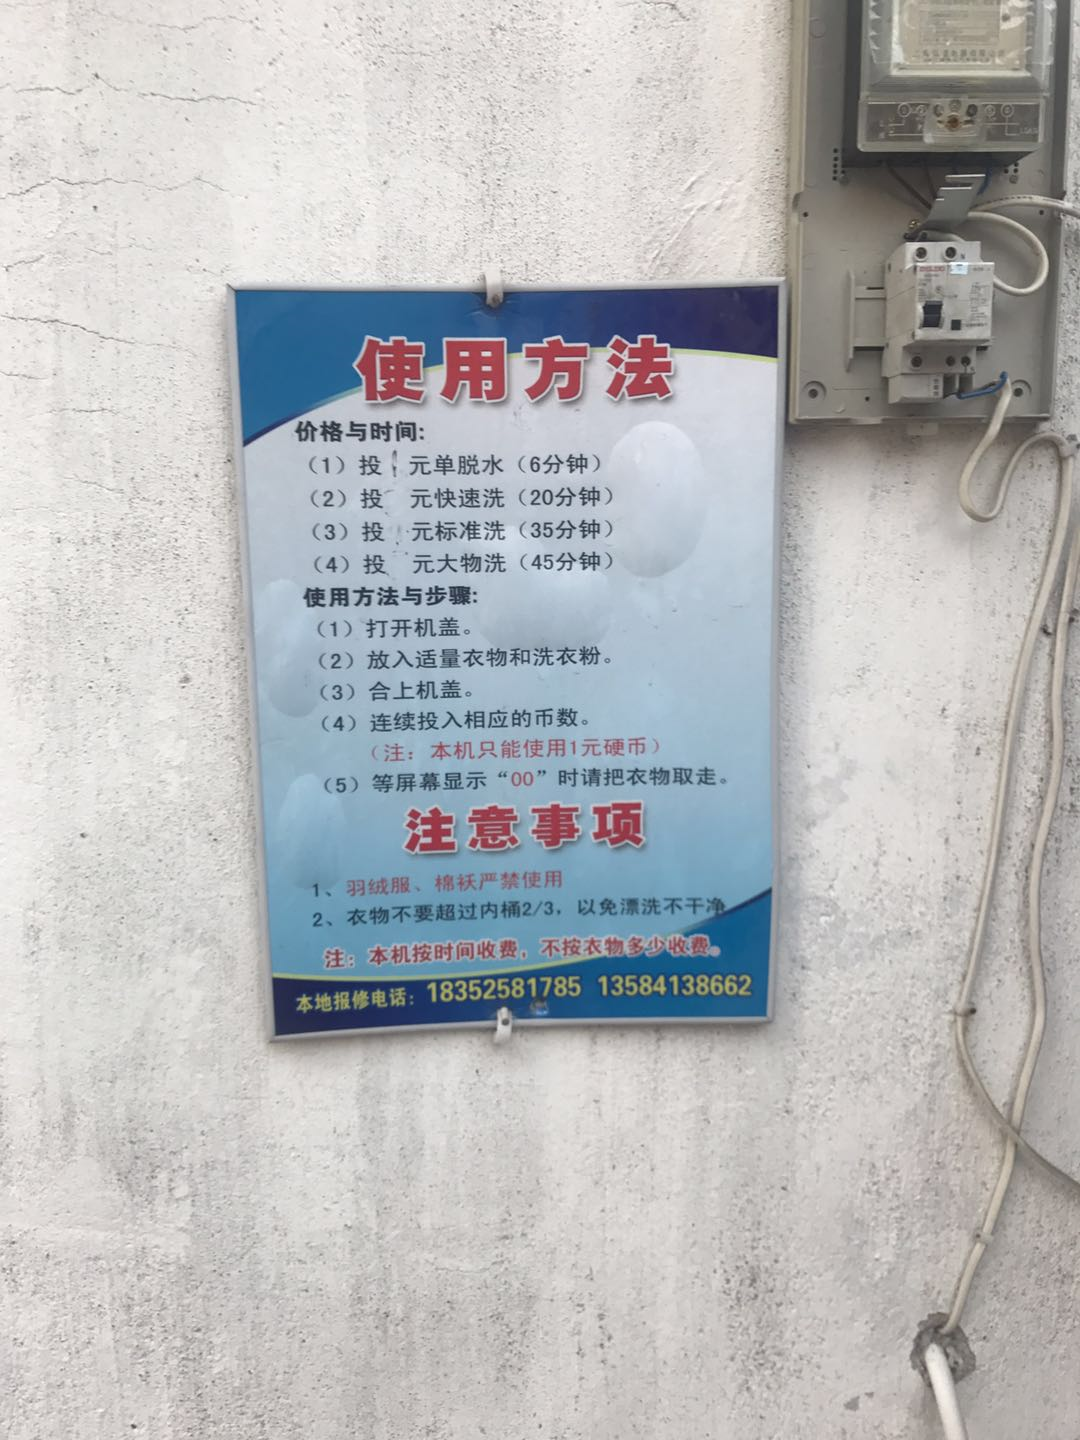 使用方法
价格与时间:
（1）投 元单脱水（6分钟）
（2）投 元快速洗（20分钟）
（3）投 元标准洗（35分钟）
（4）投 元大物洗（45分钟）
使用方法与步骤:
（1）打开机盖。
（2）放入适量衣物和洗衣粉。
（3）合上机盖。
（4）连续投入相应的币数。
（注：本机只能使用1元硬币）
（5）等屏幕显示“00”时请把衣物取走。
注意事项
1、羽绒服、棉袄严禁使用
2、衣物不要超过内桶2/3，以免漂洗不干净
注：本机按时间收费，不按衣物多少收费。
本地报修电话：18352581785 13584138662